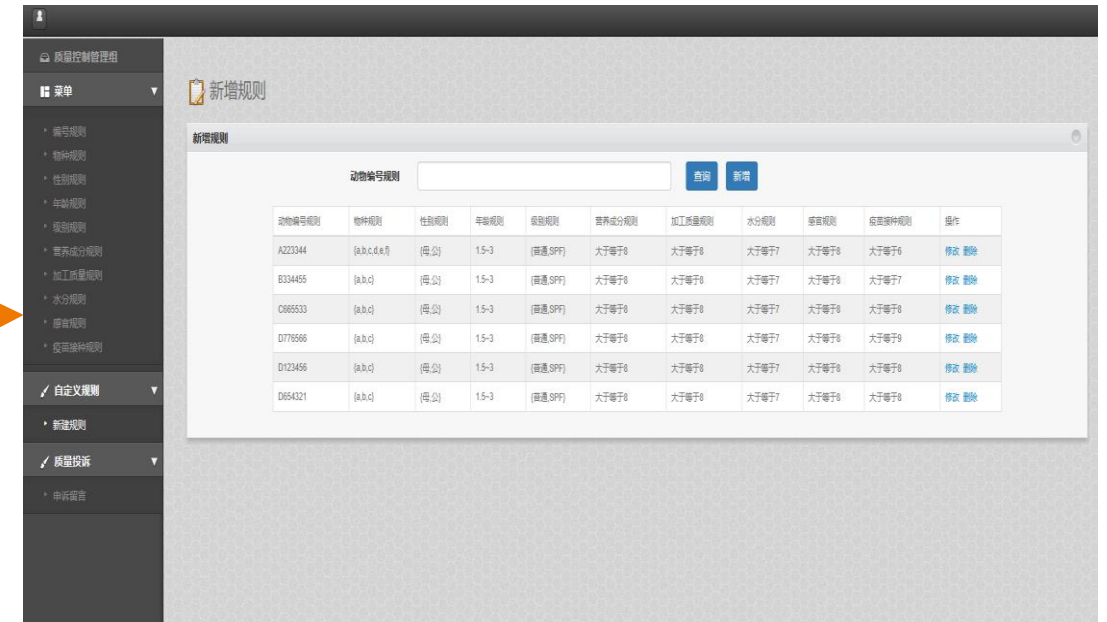 质量控制管理组
菜单
编号规则
物种规则
性别规则
年龄规则
级别规则
营养成分规则
加工质量规则
水分规则
感官规则
疫苗接种规则
自定义规则
新建规则
质量投诉
申诉留言
新增规则
新增规则
动物编号规则 查询 新增
动物编号规则 物种规则 性别规则 年龄规则 级别规则 营养成分规则 加工质量规则 水分规则 感官规则 疫苗接种规则 操作
A223344 {a,b,c,d,e,f} {母,公} 1.5~3 {普通,SPF} 大于等于8 大于等于8 大于等于7 大于等于8 大于等于6 修改 删除
B334455 {a,b,c} {母,公} 1.5~3 {普通,SPF} 大于等于8 大于等于8 大于等于7 大于等于8 大于等于7 修改 删除
C665533 {a,b,c} {母,公} 1.5~3 {普通,SPF} 大于等于8 大于等于8 大于等于7 大于等于8 大于等于8 修改 删除
D776566 {a,b,c} {母,公} 1.5~3 {普通,SPF} 大于等于8 大于等于8 大于等于7 大于等于8 大于等于9 修改 删除
D123456 {a,b,c} {母,公} 1.5~3 {普通,SPF} 大于等于8 大于等于8 大于等于7 大于等于8 大于等于8 修改 删除
D654321 {a,b,c} {母,公} 1.5~3 {普通,SPF} 大于等于8 大于等于8 大于等于7 大于等于8 大于等于8 修改 删除